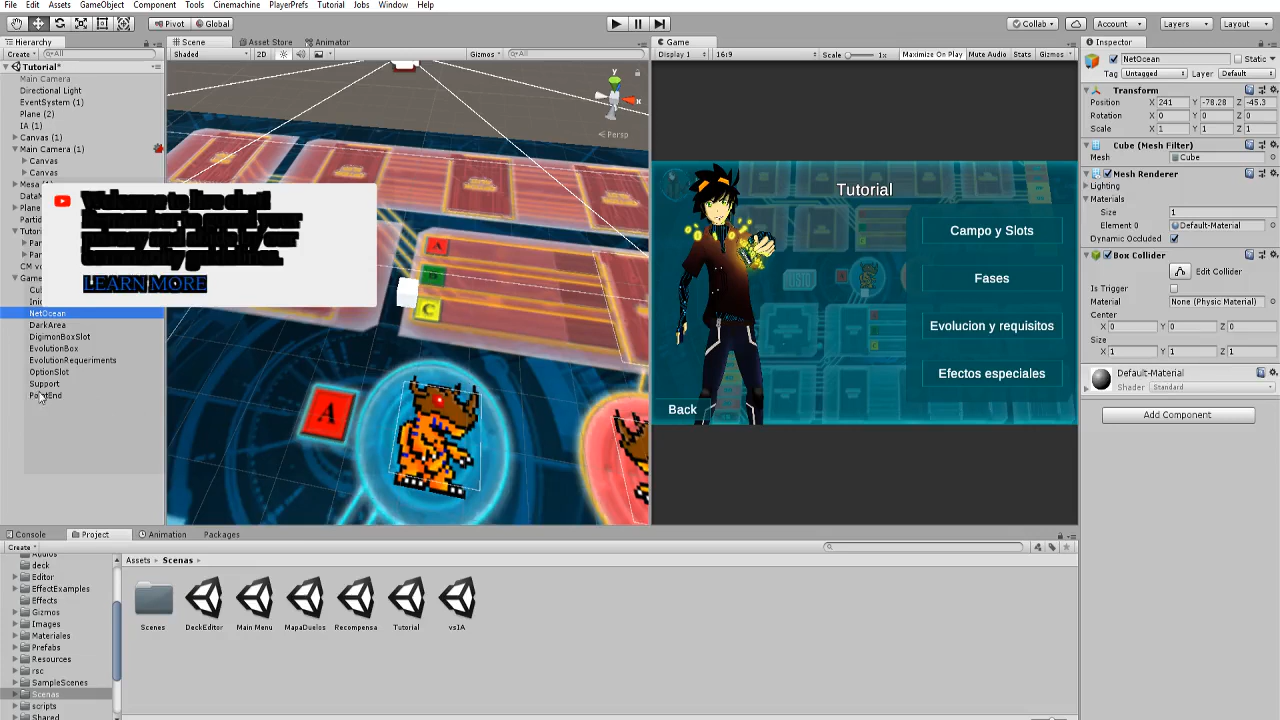 File Edit Assets GameObject Component Tools Cinemachine PlayerPrefs Tutorial Jobs Window Help
Pivot Global Collab Account Layers Layout
Hierarchy Scene Asset Store Animator Game Inspector
Create All Shaded 2D Gizmos All Display 1 16:9 Scale 1x Maximize On Play Mute Audio Stats Gizmos NetOcean Static
Tag Untagged Layer Default
Tutorial*
Main Camera
Directional Light
EventSystem (1)
Plane (2)
IA (1)
Canvas (1)
Main Camera (1)
Canvas
Canvas
NetOcean
DarkArea
DigimonBoxSlot
EvolutionBox
EvolutionRequeriments
OptionSlot
Support
Welcome to live chat!
LEARN MORE
y
x
Persp
A
C
A
Tutorial
Campo y Slots
Fases
Evolucion y requisitos
Efectos especiales
Back
Transform
Position X 241 Y -78.28 Z -45.3
Rotation X 0 Y 0 Z 0
Scale X 1 Y 1 Z 1
Cube (Mesh Filter)
Mesh Cube
Mesh Renderer
Lighting
Materials
Size 1
Element 0 Default-Material
Dynamic Occluded
Box Collider
Edit Collider
Is Trigger
Material None (Physic Material)
Center
X 0 Y 0 Z 0
Size
X 1 Y 1 Z 1
Default-Material
Shader Standard
Add Component
Console Project Animation Packages
Create
Audios
deck
Editor
EffectExamples
Effects
Gizmos
Images
Materiales
Prefabs
Resources
rsc
SampleScenes
Scenas
scripts
Shared
Assets Scenas
Scenes DeckEditor Main Menu MapaDuelos Recompensa Tutorial vsIA